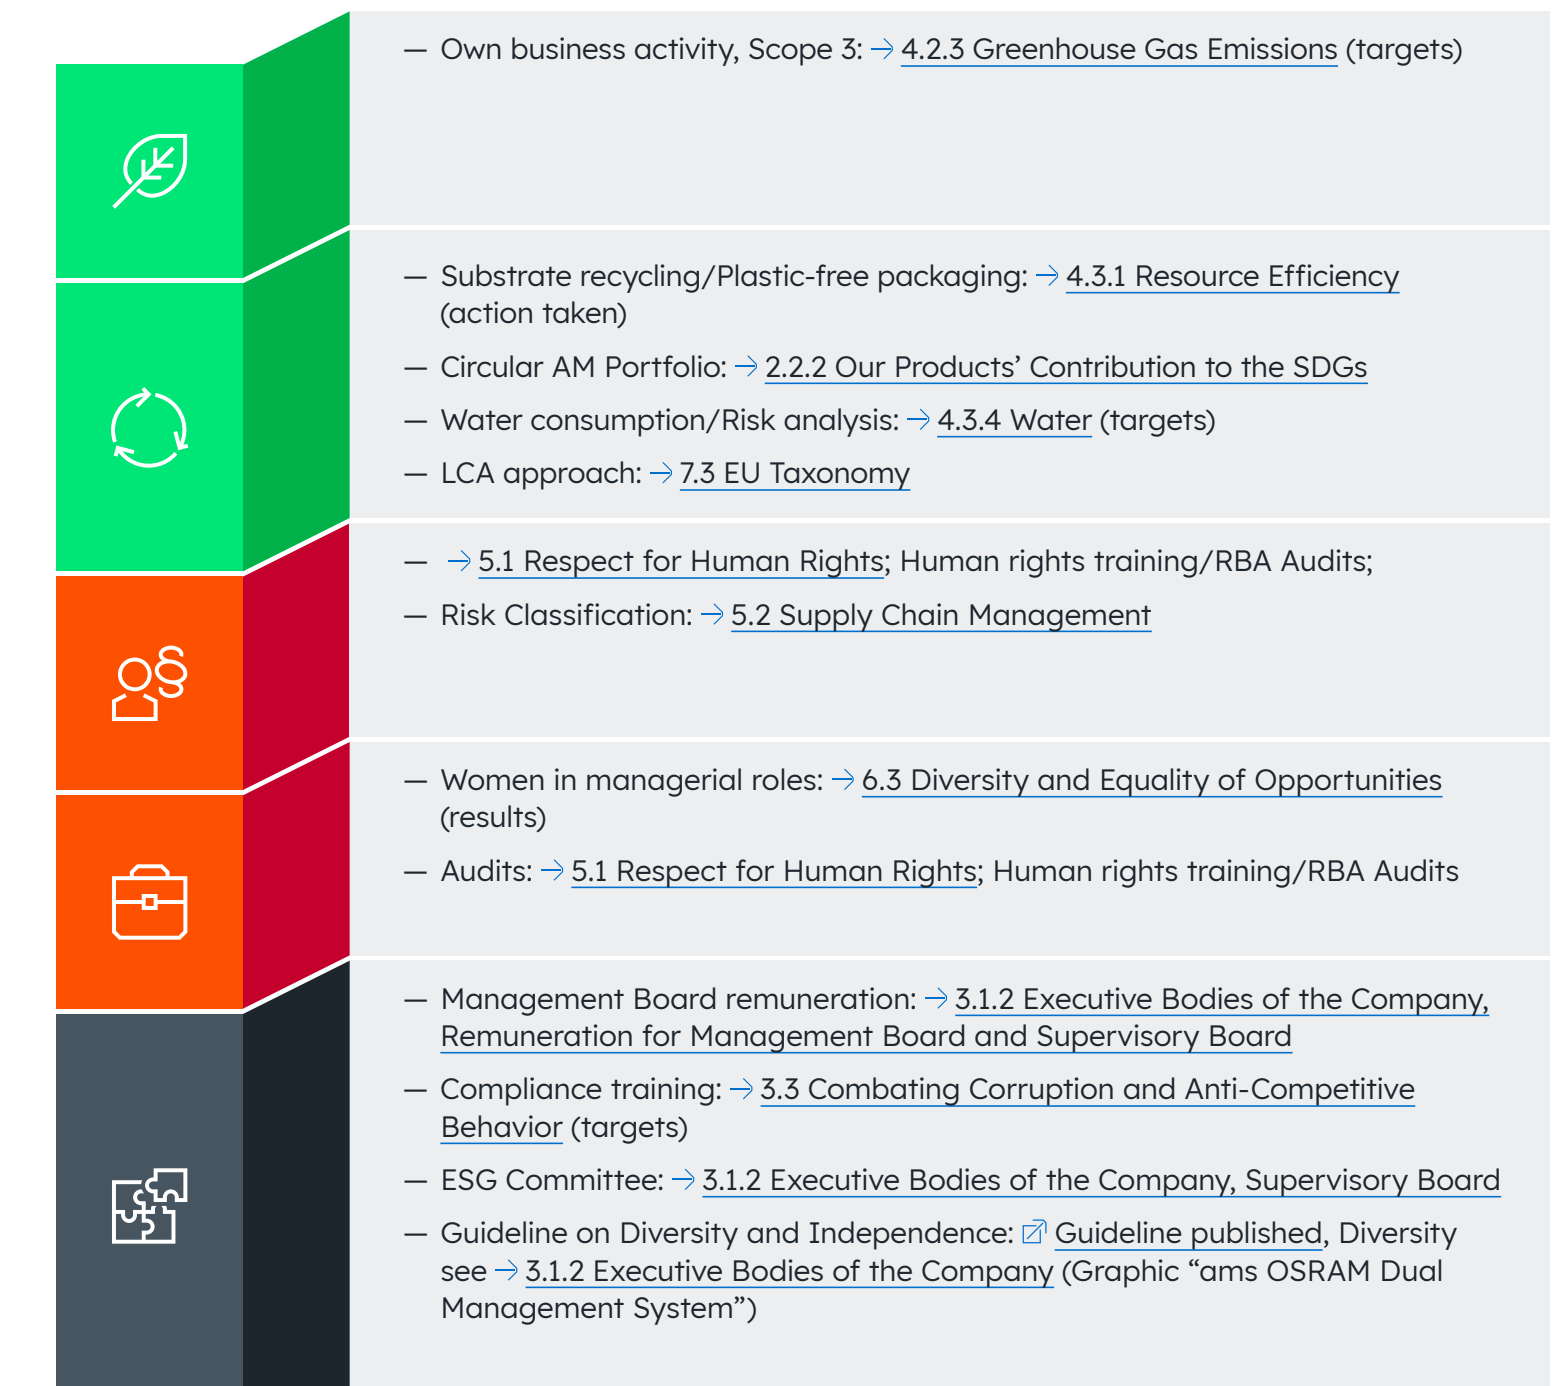 — Own business activity, Scope 3: → 4.2.3 Greenhouse Gas Emissions (targets)
— Substrate recycling/Plastic-free packaging: → 4.3.1 Resource Efficiency
(action taken)
— Circular AM Portfolio: → 2.2.2 Our Products’ Contribution to the SDGs
— Water consumption/Risk analysis: → 4.3.4 Water (targets)
— LCA approach: → 7.3 EU Taxonomy
— → 5.1 Respect for Human Rights; Human rights training/RBA Audits;
— Risk Classification: → 5.2 Supply Chain Management
— Women in managerial roles: → 6.3 Diversity and Equality of Opportunities
(results)
— Audits: → 5.1 Respect for Human Rights; Human rights training/RBA Audits
— Management Board remuneration: → 3.1.2 Executive Bodies of the Company,
Remuneration for Management Board and Supervisory Board
— Compliance training: → 3.3 Combating Corruption and Anti-Competitive
Behavior (targets)
— ESG Committee: → 3.1.2 Executive Bodies of the Company, Supervisory Board
— Guideline on Diversity and Independence: Guideline published, Diversity
see → 3.1.2 Executive Bodies of the Company (Graphic “ams OSRAM Dual
Management System”)